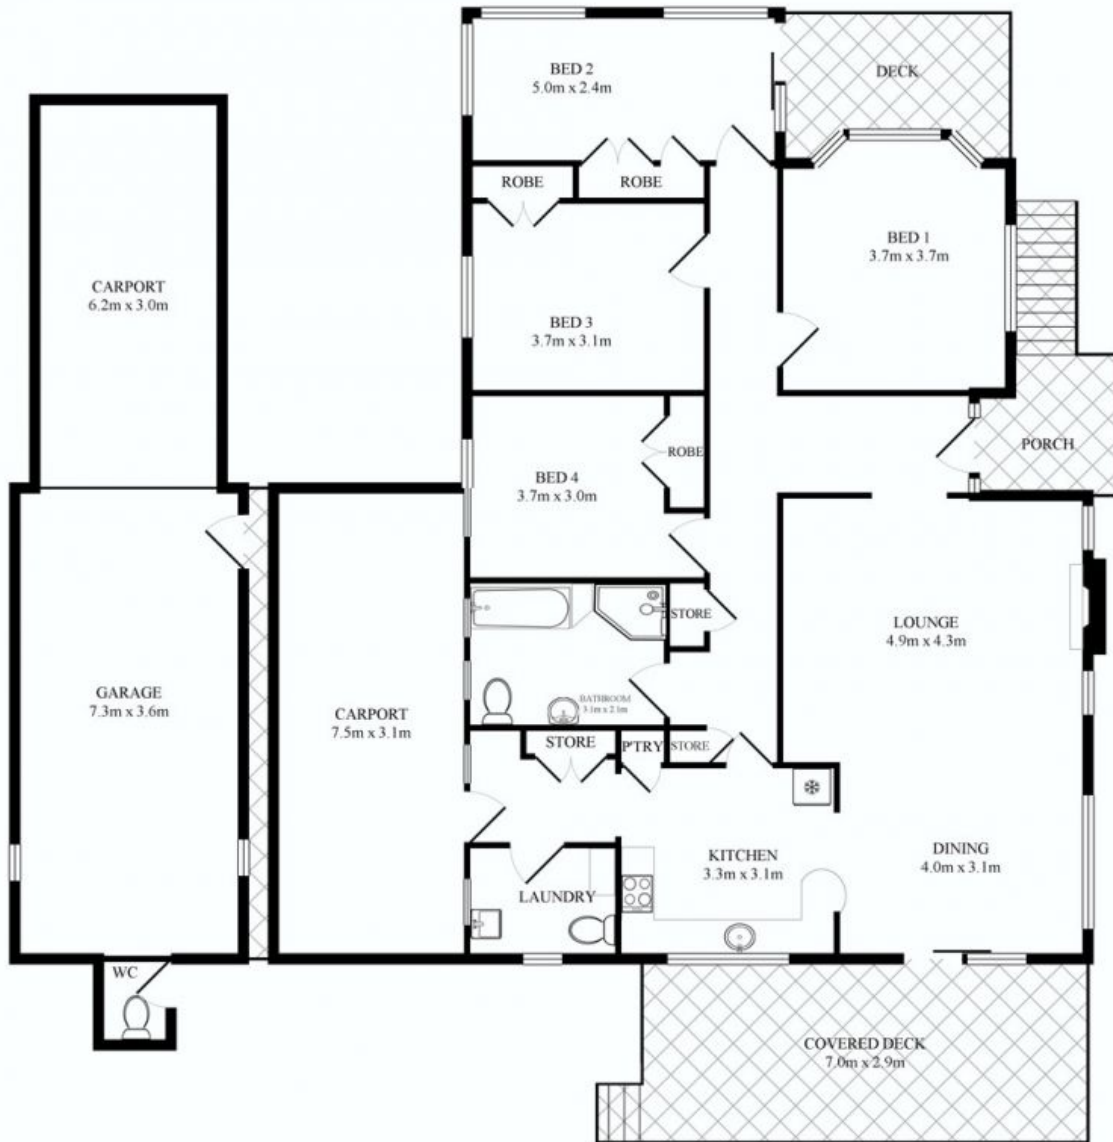 BED 2
5.0m x 2.4m
DECK
ROBE
ROBE
BED 1
3.7m x 3.7m
CARPORT
6.2m x 3.0m
BED 3
3.7m x 3.1m
PORCH
ROBE
BED 4
3.7m x 3.0m
STORE
LOUNGE
4.9m x 4.3m
GARAGE
7.3m x 3.6m
BATHROOM
3.1m x 2.1m
CARPORT
7.5m x 3.1m
STORE
P'TRY
STORE
KITCHEN
3.3m x 3.1m
DINING
4.0m x 3.1m
LAUNDRY
WC
COVERED DECK
7.0m x 2.9m